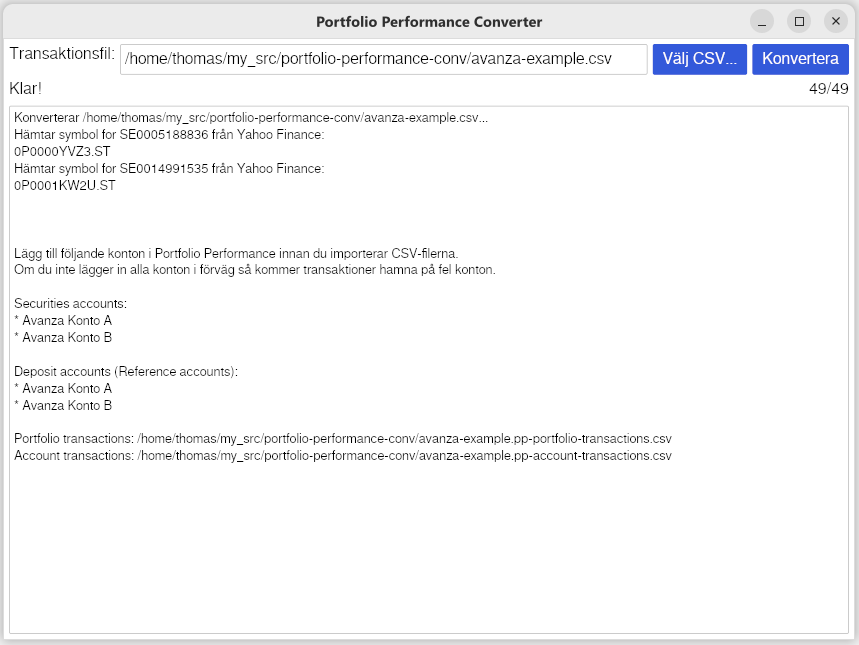 Portfolio Performance Converter
Transaktionsfil: /home/thomas/my_src/portfolio-performance-conv/avanza-example.csv Välj CSV... Konvertera
Klar! 49/49
Konverterar /home/thomas/my_src/portfolio-performance-conv/avanza-example.csv...
Hämtar symbol for SE0005188836 från Yahoo Finance:
0P0000YVZ3.ST
Hämtar symbol for SE0014991535 från Yahoo Finance:
0P0001KW2U.ST
Lägg till följande konton i Portfolio Performance innan du importerar CSV-filerna.
Om du inte lägger in alla konton i förväg så kommer transaktioner hamna på fel konton.
Securities accounts:
* Avanza Konto A
* Avanza Konto B
Deposit accounts (Reference accounts):
* Avanza Konto A
* Avanza Konto B
Portfolio transactions: /home/thomas/my_src/portfolio-performance-conv/avanza-example.pp-portfolio-transactions.csv
Account transactions: /home/thomas/my_src/portfolio-performance-conv/avanza-example.pp-account-transactions.csv